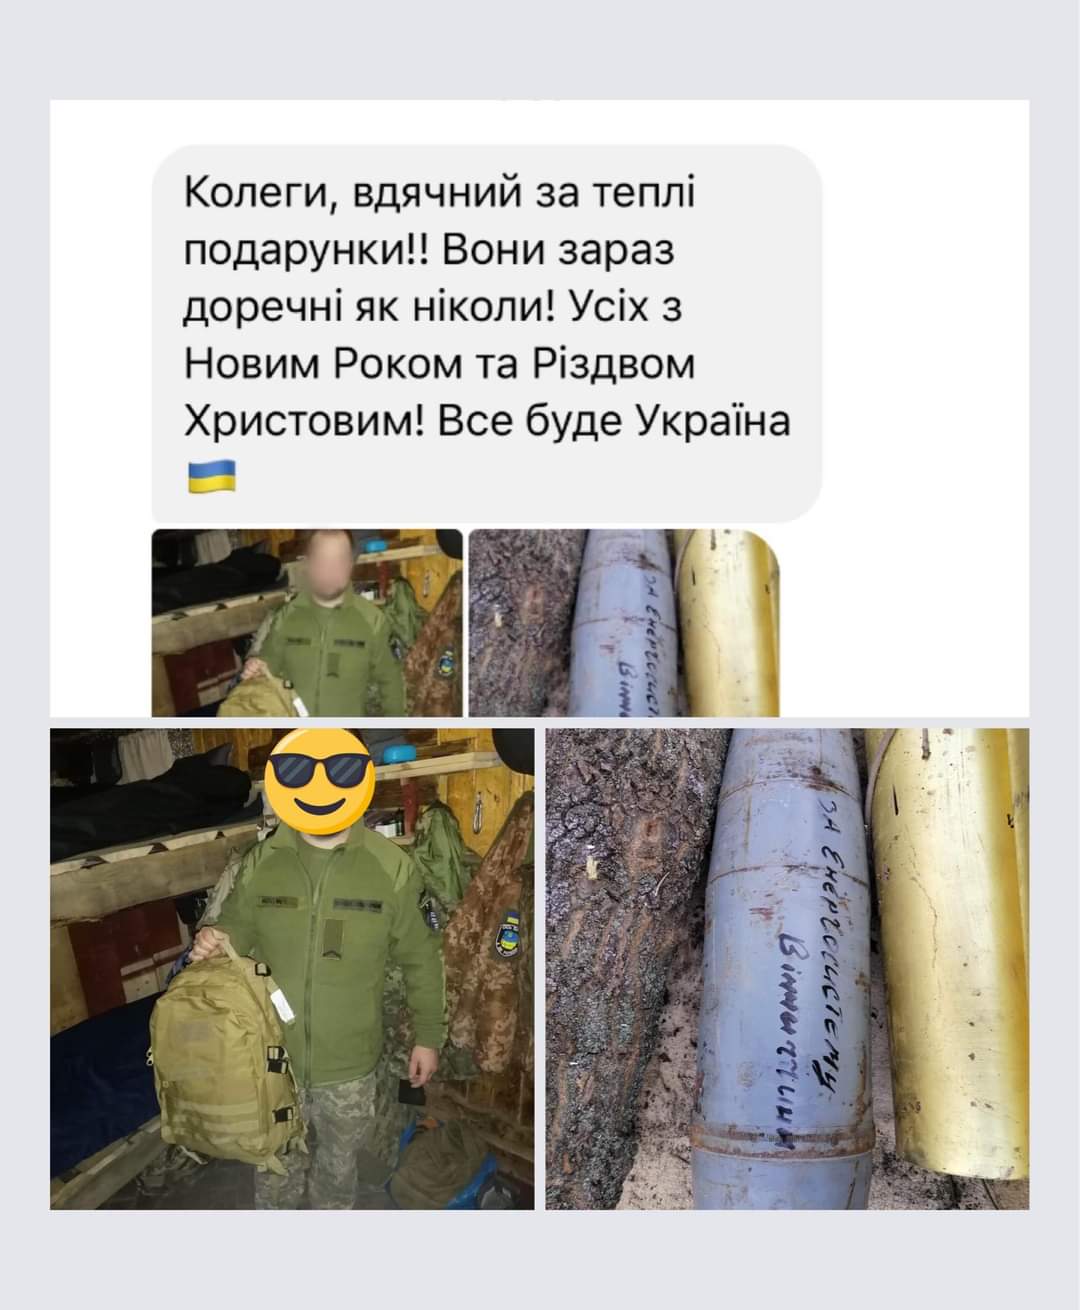 Колеги, вдячний за теплі
подарунки!! Вони зараз
доречні як ніколи! Усіх з
Новим Роком та Різдвом
Христовим! Все буде Україна
ЗА ЕНЕРГОСИСТЕМУ
Вінниччини